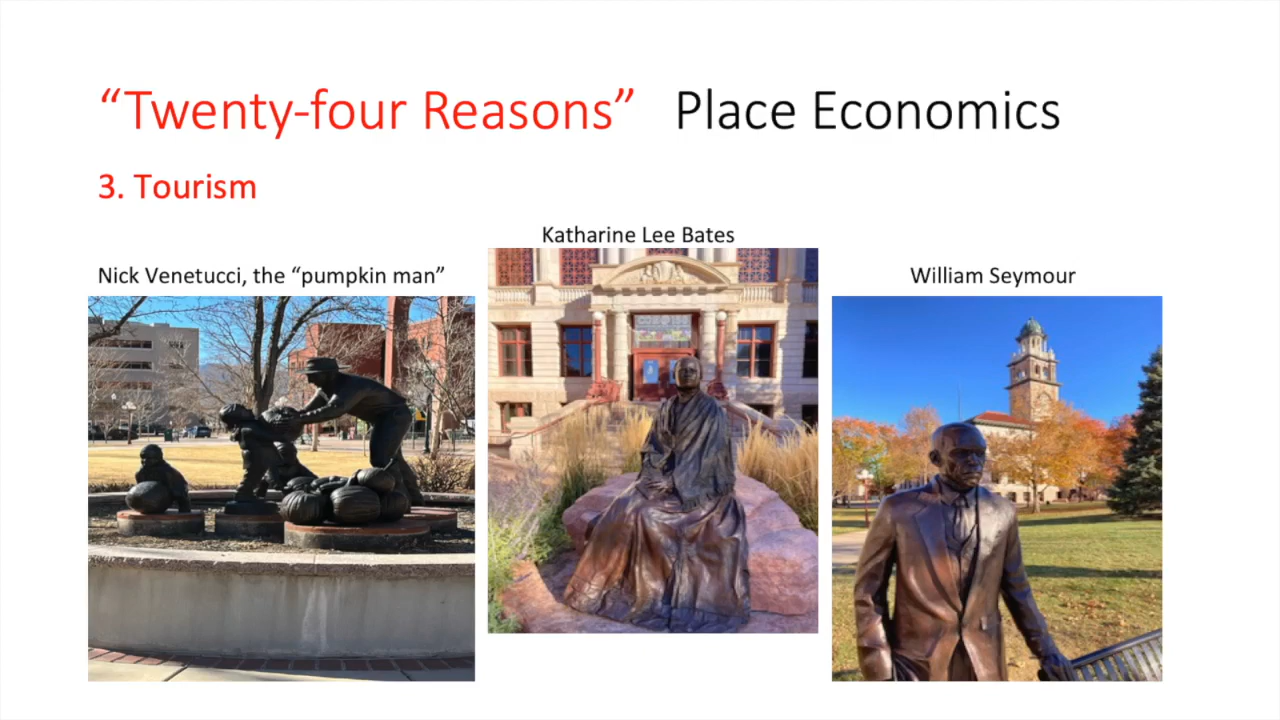 “Twenty-four Reasons” Place Economics
3. Tourism
Katharine Lee Bates
Nick Venetucci, the “pumpkin man”
William Seymour